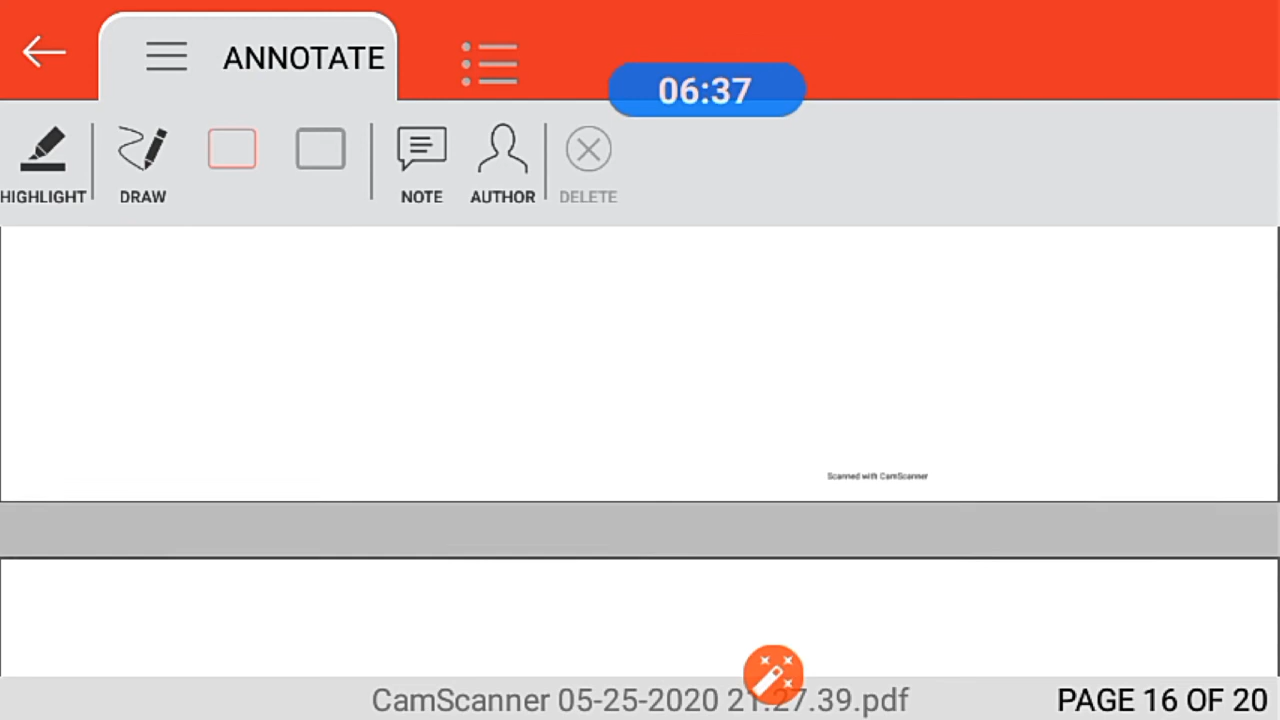 ANNOTATE
06:37
HIGHLIGHT
DRAW
NOTE
AUTHOR
DELETE
Scanned with CamScanner
CamScanner 05-25-2020 21.27.39.pdf
PAGE 16 OF 20